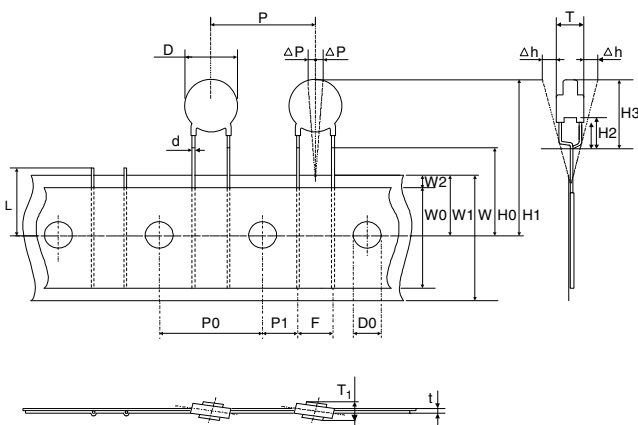 P
T
D
ΔP ΔP
Δh Δh
H3
H2
d
L
W2
W0 W1 W H0 H1
P0 P1 F D0
T1
t